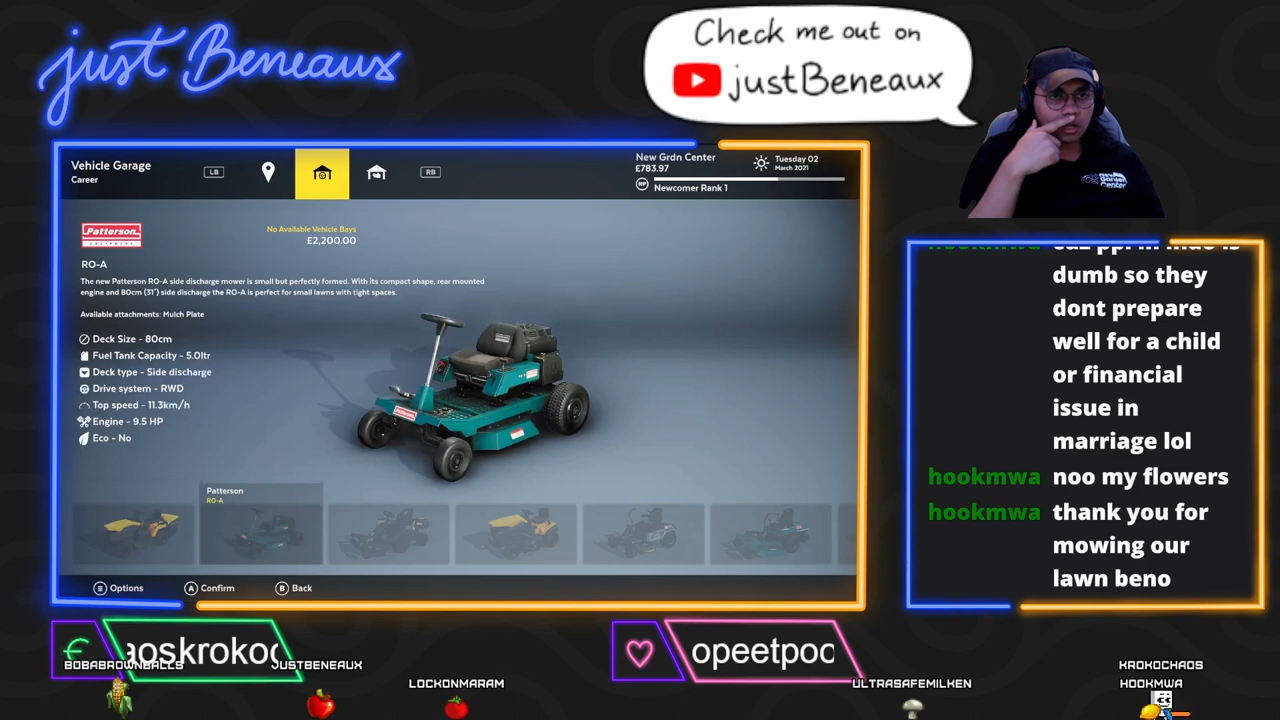 just Beneaux
Check me out on
justBeneaux
Vehicle Garage
Career
LB
RB
New Grdn Center
£783.97
RP Newcomer Rank 1
Tuesday 02
March 2021
Patterson
EQUIPMENT
No Available Vehicle Bays
£2,200.00
RO-A
The new Patterson RO-A side discharge mower is small but perfectly formed. With its compact shape, rear mounted
engine and 80cm (31") side discharge the RO-A is perfect for small lawns with tight spaces.
Available attachments: Mulch Plate
Deck Size - 80cm
Fuel Tank Capacity - 5.0ltr
Deck type - Side discharge
Drive system - RWD
Top speed - 11.3km/h
Engine - 9.5 HP
Eco - No
Patterson
RO-A
Options
A Confirm
B Back
dumb so they
dont prepare
well for a child
or financial
issue in
marriage lol
hookmwa noo my flowers
hookmwa thank you for
mowing our
lawn beno
€
aoskrokoc
opeetpoo
BOBABROWNBALLS
JUSTBENEAUX
LOCKONMARAM
ULTRASAFEMILKEN
KROKOCHAOS
HOOKMWA